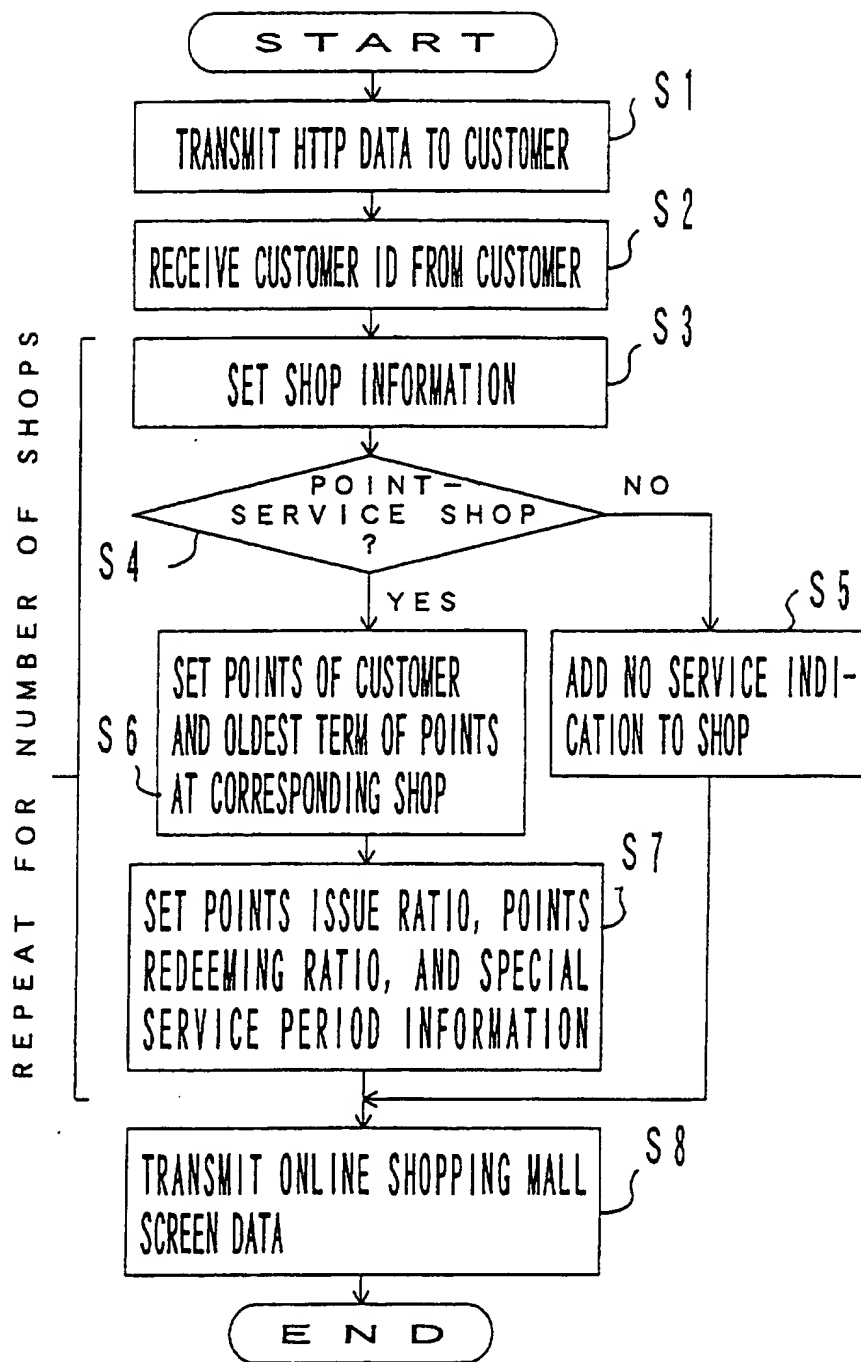 START
S1
TRANSMIT HTTP DATA TO CUSTOMER
S2
RECEIVE CUSTOMER ID FROM CUSTOMER
S3
SET SHOP INFORMATION
REPEAT FOR NUMBER OF SHOPS
POINT-
SERVICE SHOP
?
NO
S4
YES
S5
ADD NO SERVICE INDI-
CATION TO SHOP
S6
SET POINTS OF CUSTOMER
AND OLDEST TERM OF POINTS
AT CORRESPONDING SHOP
S7
SET POINTS ISSUE RATIO, POINTS
REDEEMING RATIO, AND SPECIAL
SERVICE PERIOD INFORMATION
S8
TRANSMIT ONLINE SHOPPING MALL
SCREEN DATA
END